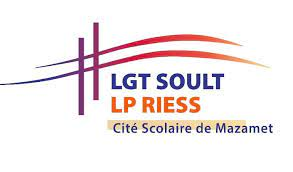 LGT SOULT
LP RIESS
Cité Scolaire de Mazamet